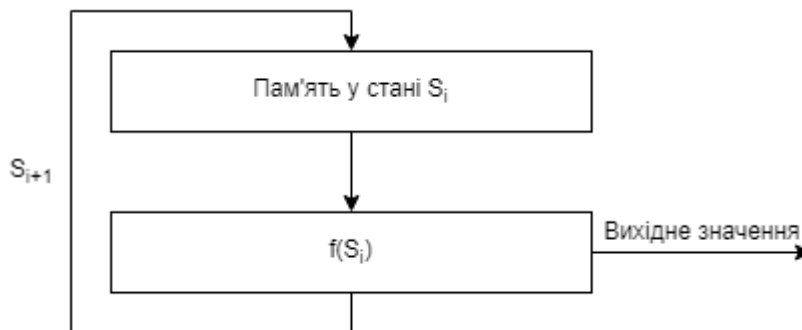 Пам'ять у стані Sᵢ
Sᵢ₊₁
f(Sᵢ)
Вихідне значення